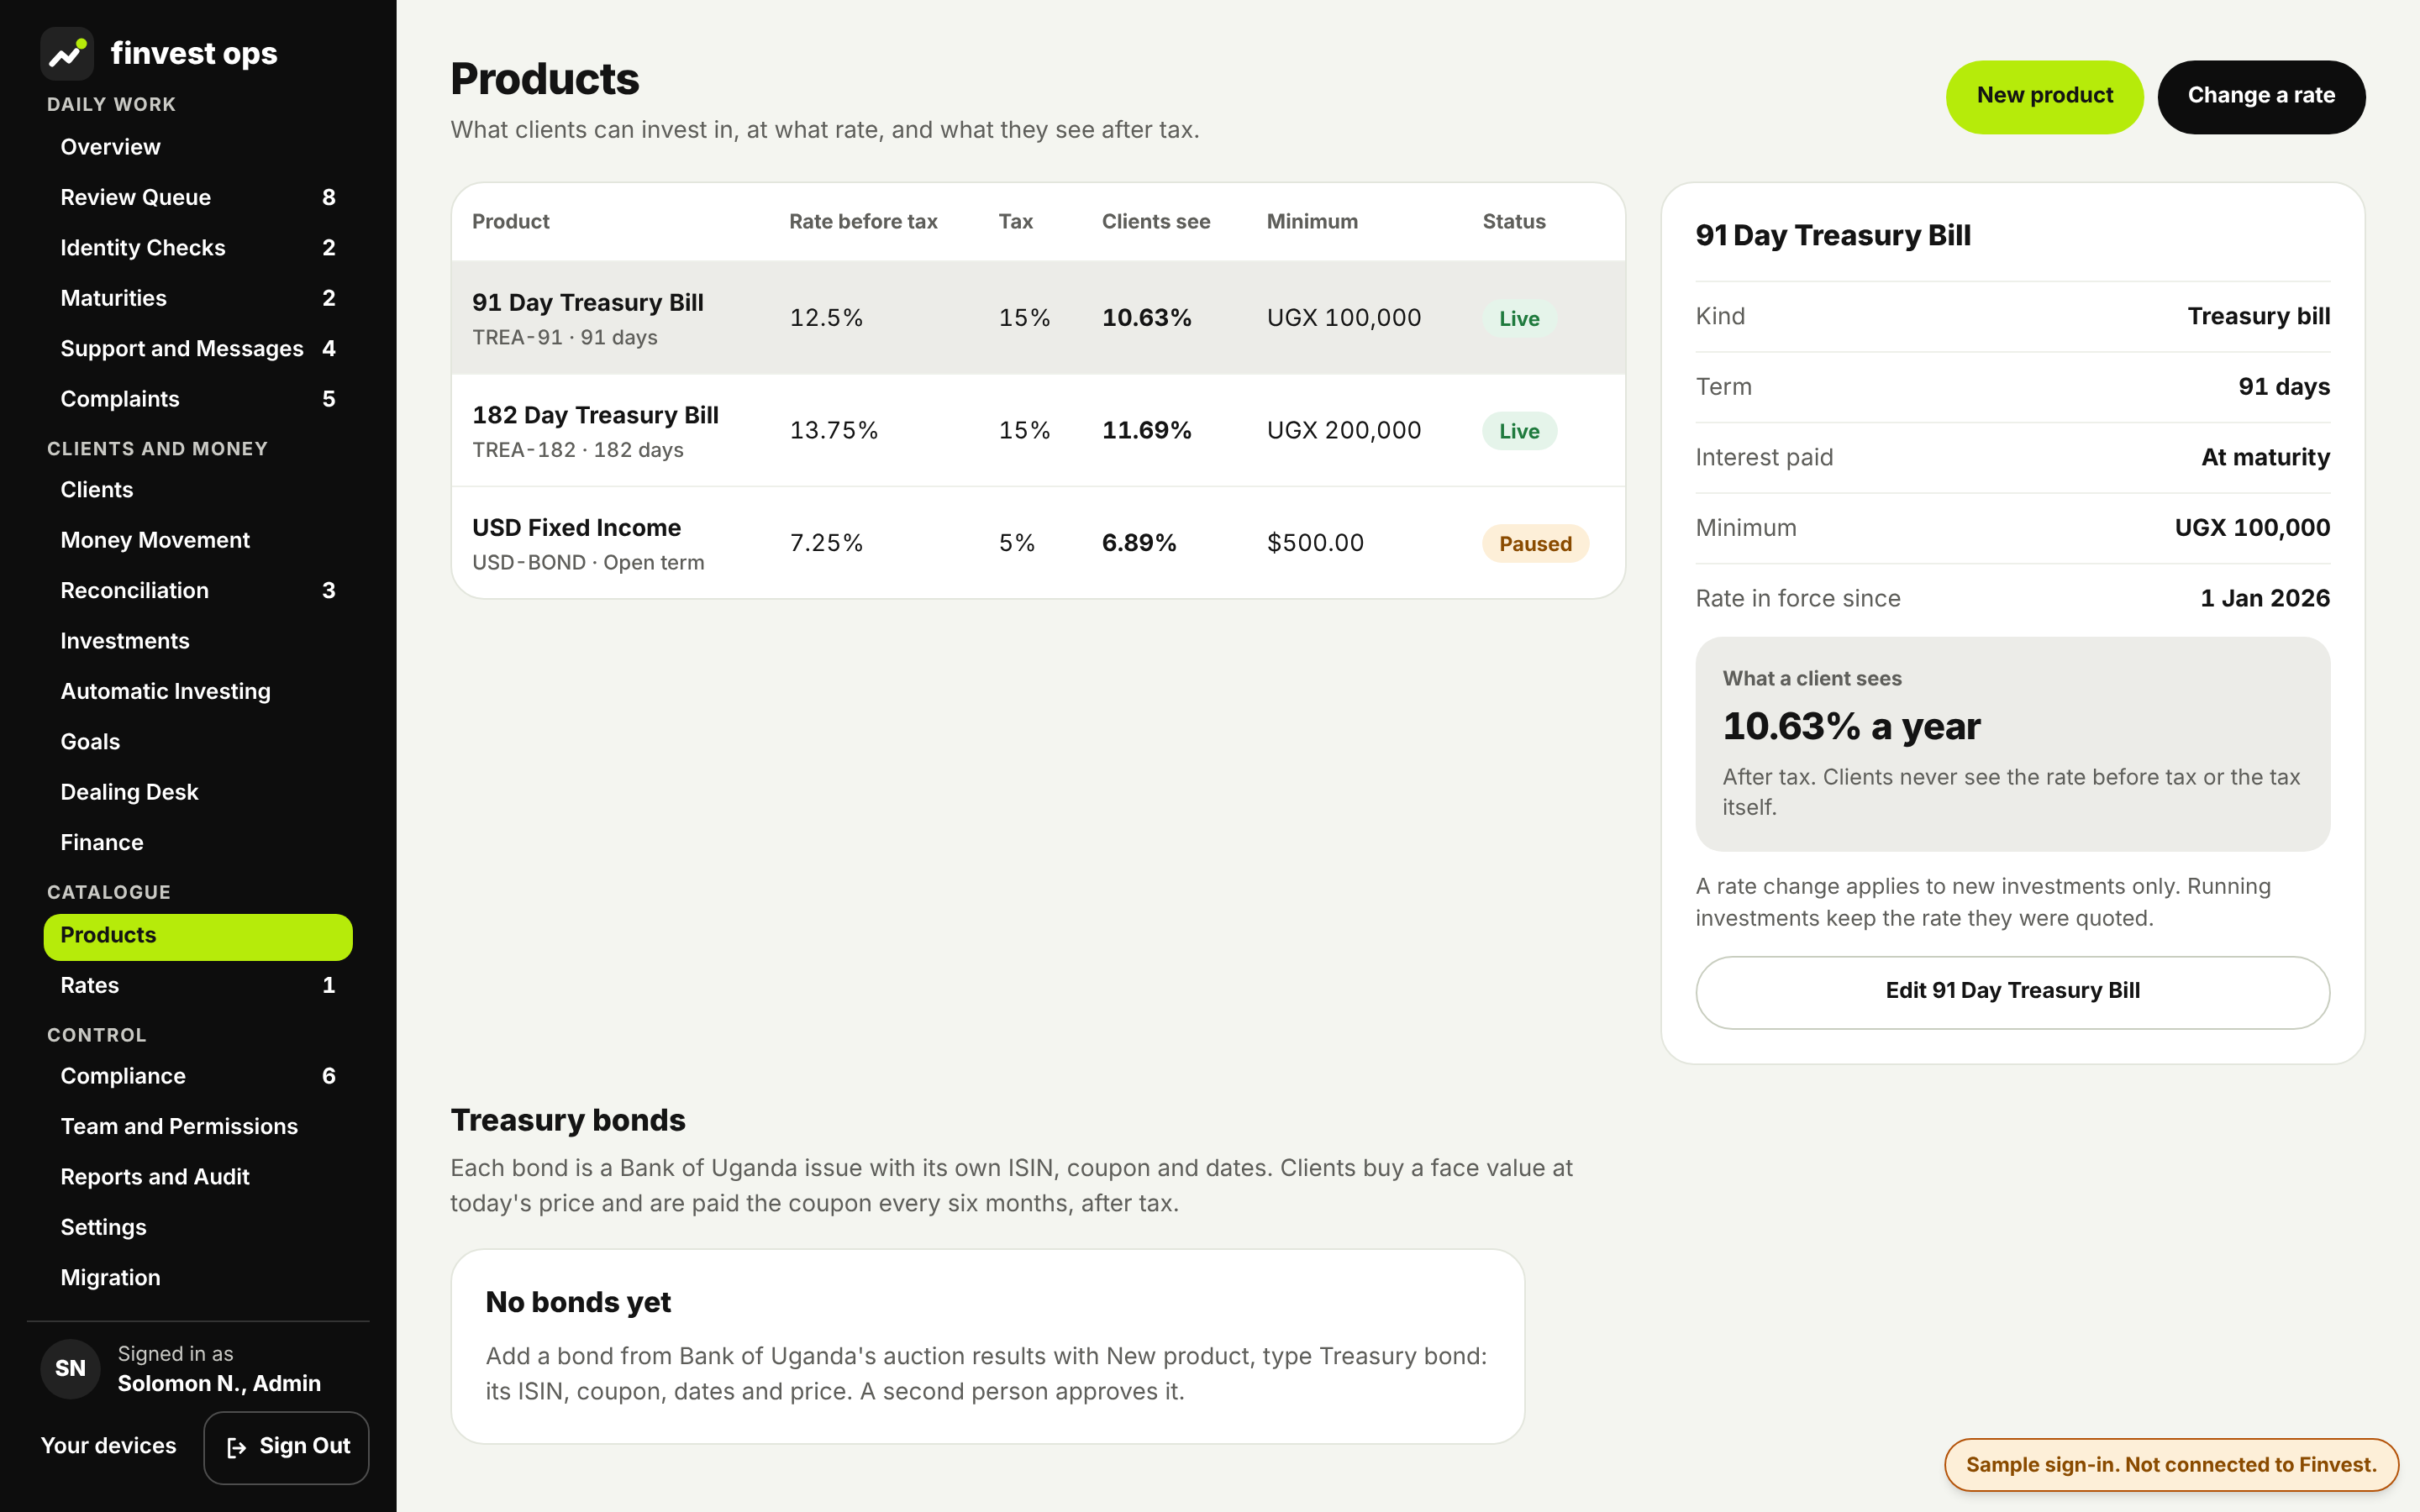 finvest ops
DAILY WORK
Overview
Review Queue 8
Identity Checks 2
Maturities 2
Support and Messages 4
Complaints 5
CLIENTS AND MONEY
Clients
Money Movement
Reconciliation 3
Investments
Automatic Investing
Goals
Dealing Desk
Finance
CATALOGUE
Products
Rates 1
CONTROL
Compliance 6
Team and Permissions
Reports and Audit
Settings
Migration
SN
Signed in as
Solomon N., Admin
Your devices
Sign Out
Products
What clients can invest in, at what rate, and what they see after tax.
New product
Change a rate
Product Rate before tax Tax Clients see Minimum Status
91 Day Treasury Bill 12.5% 15% 10.63% UGX 100,000 Live
TREA-91 · 91 days
182 Day Treasury Bill 13.75% 15% 11.69% UGX 200,000 Live
TREA-182 · 182 days
USD Fixed Income 7.25% 5% 6.89% $500.00 Paused
USD-BOND · Open term
91 Day Treasury Bill
Kind Treasury bill
Term 91 days
Interest paid At maturity
Minimum UGX 100,000
Rate in force since 1 Jan 2026
What a client sees
10.63% a year
After tax. Clients never see the rate before tax or the tax
itself.
A rate change applies to new investments only. Running
investments keep the rate they were quoted.
Edit 91 Day Treasury Bill
Treasury bonds
Each bond is a Bank of Uganda issue with its own ISIN, coupon and dates. Clients buy a face value at
today's price and are paid the coupon every six months, after tax.
No bonds yet
Add a bond from Bank of Uganda's auction results with New product, type Treasury bond:
its ISIN, coupon, dates and price. A second person approves it.
Sample sign-in. Not connected to Finvest.